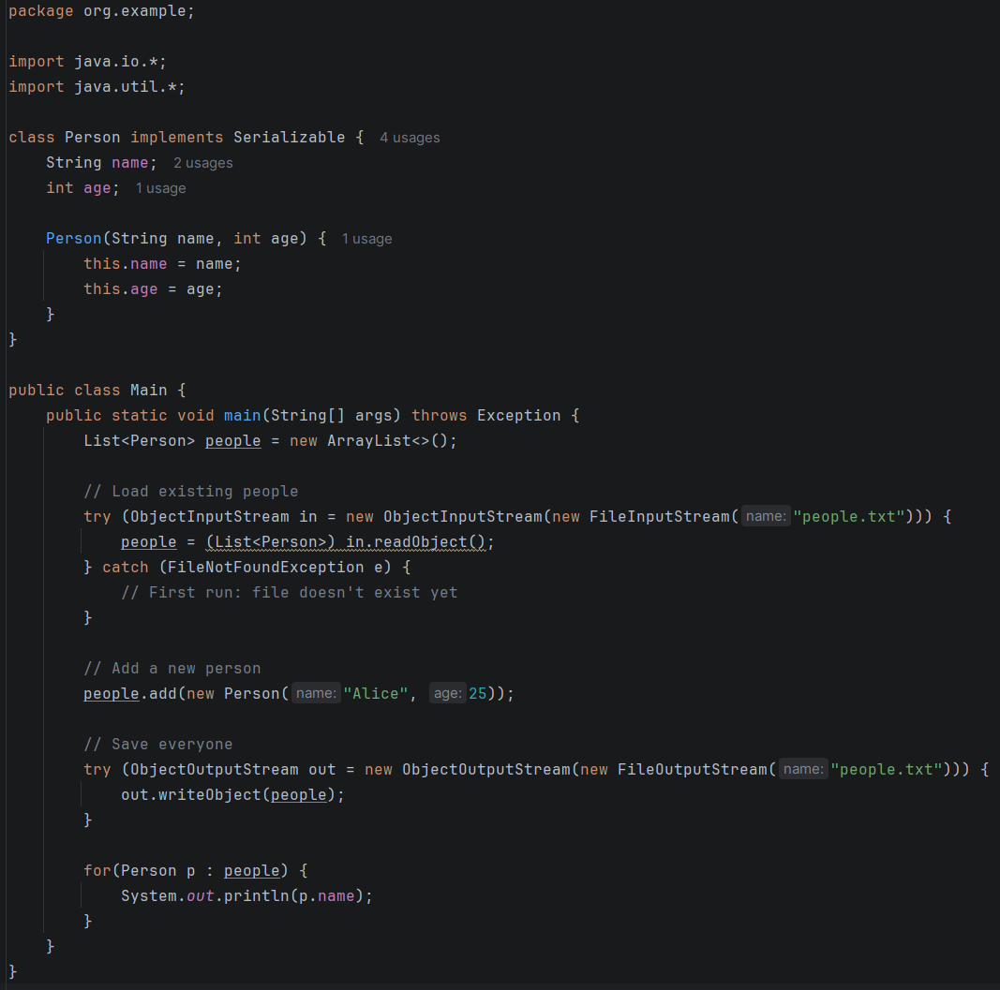 package org.example;
import java.io.*;
import java.util.*;
class Person implements Serializable { 4 usages
    String name; 2 usages
    int age; 1 usage
    Person(String name, int age) { 1 usage
        this.name = name;
        this.age = age;
    }
}
public class Main {
    public static void main(String[] args) throws Exception {
        List<Person> people = new ArrayList<>();
        // Load existing people
        try (ObjectInputStream in = new ObjectInputStream(new FileInputStream( name: "people.txt"))) {
            people = (List<Person>) in.readObject();
        } catch (FileNotFoundException e) {
            // First run: file doesn't exist yet
        }
        // Add a new person
        people.add(new Person( name: "Alice", age: 25));
        // Save everyone
        try (ObjectOutputStream out = new ObjectOutputStream(new FileOutputStream( name: "people.txt"))) {
            out.writeObject(people);
        }
        for(Person p : people) {
            System.out.println(p.name);
        }
    }
}